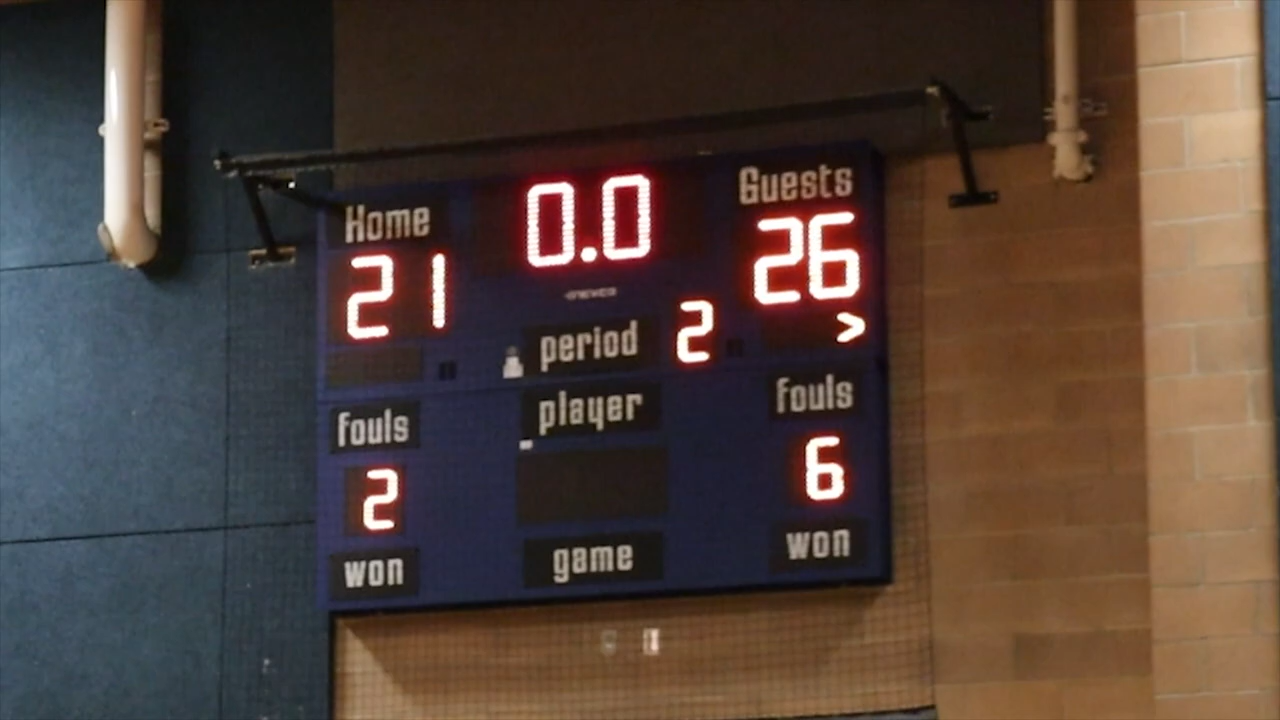 Home
0.0
Guests
21
26
period
2
>
fouls
player
fouls
2
6
won
game
won